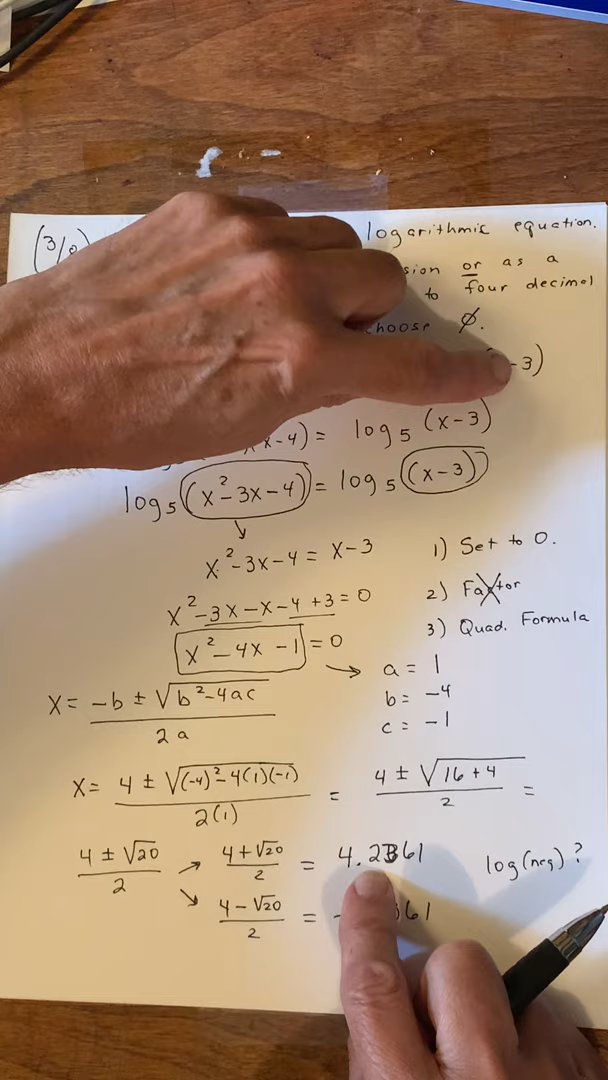 (3/
logarithmic equation.
sion or as a
to four decimal
choose ∅.
-3)
x-4) = log₅ (x-3)
log₅(x²-3x-4) = log₅(x-3)
x²-3x-4 = x-3
1) Set to 0.
x²-3x-x-4+3=0
2) Factor
x²-4x-1=0
3) Quad. Formula
a = 1
b = -4
c = -1
x = (-b ± √(b²-4ac))/2a
x = (4 ± √((-4)²-4(1)(-1)))/2(1) = (4 ± √(16+4))/2 =
(4 ± √20)/2 → (4+√20)/2 = 4.2361
log(neg)?
↘ (4-√20)/2 = - 361